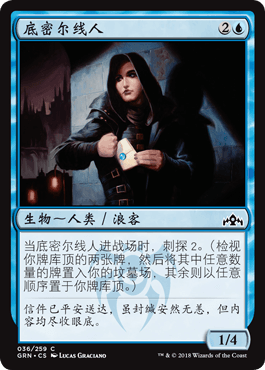 底密尔线人 2
生物~人类／浪客
当底密尔线人进战场时，刺探2。（检视
你牌库顶的两张牌，然后将其中任意数
量的牌置入你的坟墓场，其余则以任意
顺序置于你牌库顶。）
信件已平安送达，虽封缄安然无恙，但内
容均尽收眼底。
1/4
036/259 C
GRN • CS LUCAS GRACIANO
™ & © 2018 Wizards of the Coast